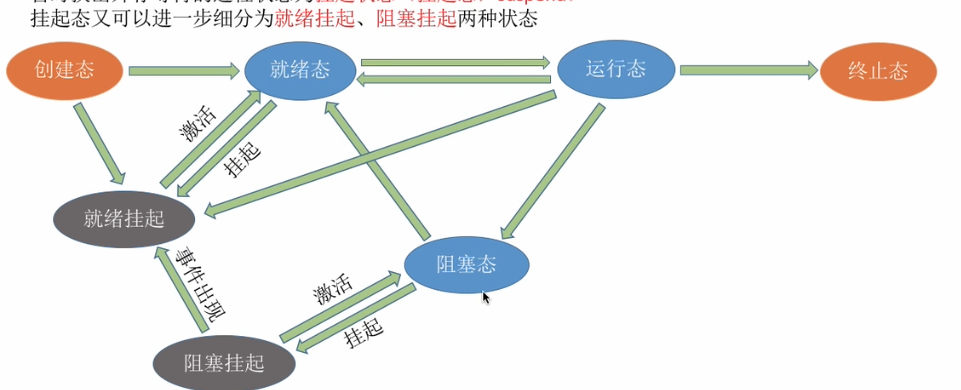 挂起态又可以进一步细分为就绪挂起、阻塞挂起两种状态
创建态
就绪态
运行态
终止态
激活
挂起
就绪挂起
事件出现
阻塞态
激活
挂起
阻塞挂起